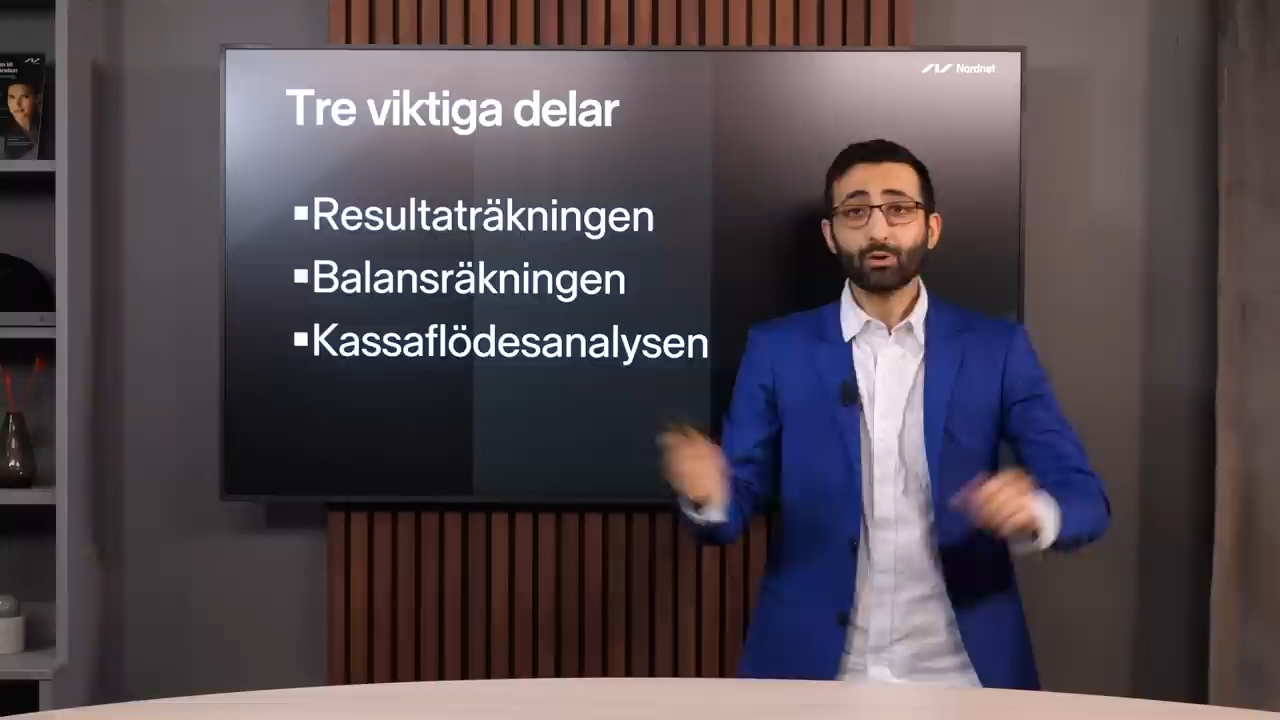 Nordnet
Tre viktiga delar
▪Resultaträkningen
▪Balansräkningen
▪Kassaflödesanalysen